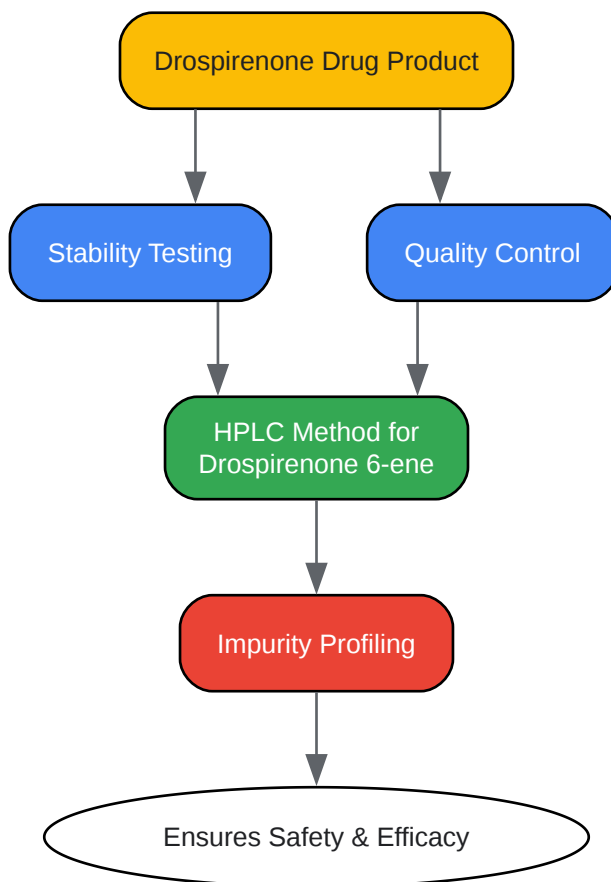 Drospirenone Drug Product
Stability Testing
Quality Control
HPLC Method for
Drospirenone 6-ene
Impurity Profiling
Ensures Safety & Efficacy